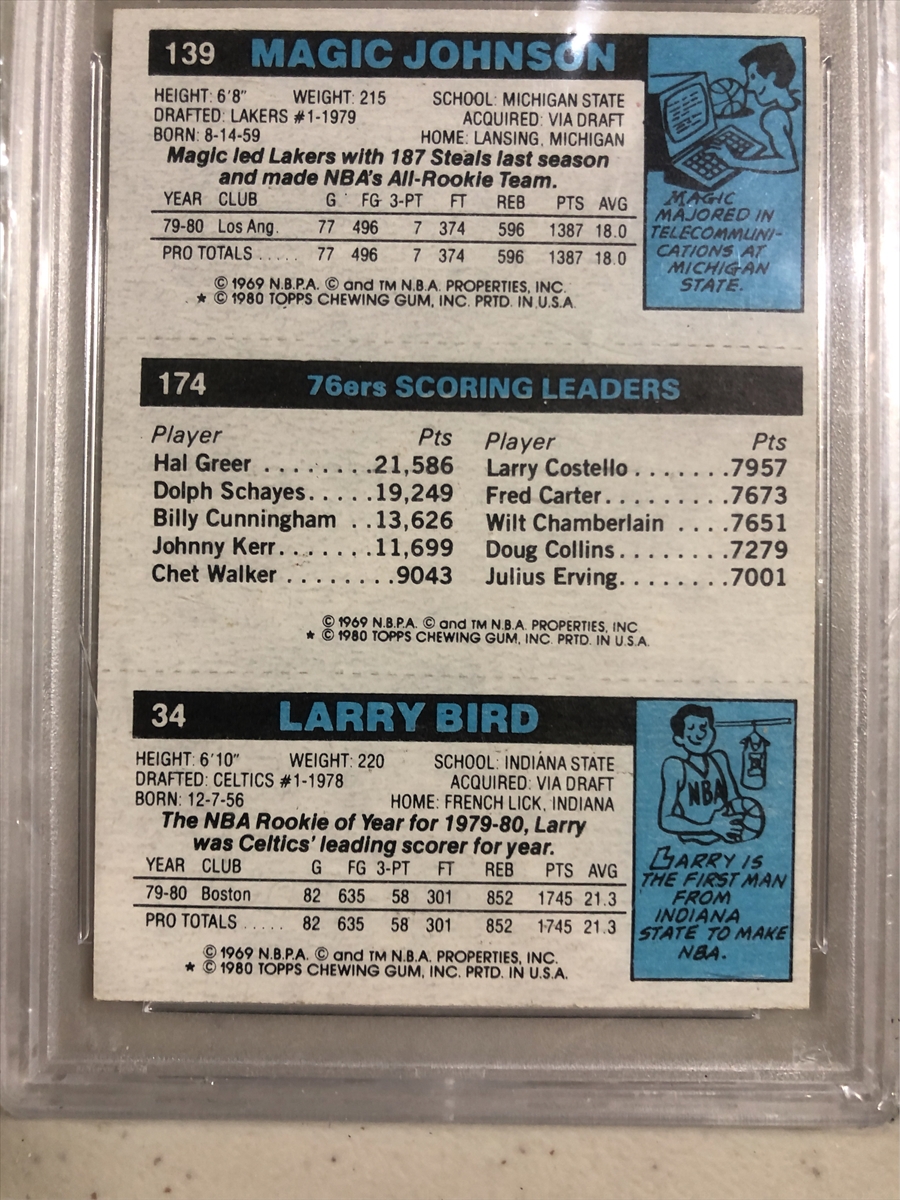 139 MAGIC JOHNSON
HEIGHT: 6'8" WEIGHT: 215 SCHOOL: MICHIGAN STATE
DRAFTED: LAKERS #1-1979 ACQUIRED: VIA DRAFT
BORN: 8-14-59 HOME: LANSING, MICHIGAN
Magic led Lakers with 187 Steals last season
and made NBA's All-Rookie Team.
YEAR CLUB G FG 3-PT FT REB PTS AVG
79-80 Los Ang. 77 496 7 374 596 1387 18.0
PRO TOTALS ..... 77 496 7 374 596 1387 18.0
© 1969 N.B.P.A. © and TM N.B.A. PROPERTIES, INC.
* © 1980 TOPPS CHEWING GUM, INC. PRTD. IN U.S.A.
MAGIC
MAJORED IN
TELECOMMUNI-
CATIONS AT
MICHIGAN
STATE.
174 76ers SCORING LEADERS
Player Pts Player Pts
Hal Greer ........21,586 Larry Costello.......7957
Dolph Schayes.....19,249 Fred Carter.........7673
Billy Cunningham ..13,626 Wilt Chamberlain ....7651
Johnny Kerr.......11,699 Doug Collins........7279
Chet Walker ........9043 Julius Erving........7001
© 1969 N.B.P.A. © and TM N.B.A. PROPERTIES, INC
* © 1980 TOPPS CHEWING GUM, INC. PRTD. IN U.S.A.
34 LARRY BIRD
HEIGHT: 6'10" WEIGHT: 220 SCHOOL: INDIANA STATE
DRAFTED: CELTICS #1-1978 ACQUIRED: VIA DRAFT
BORN: 12-7-56 HOME: FRENCH LICK, INDIANA
The NBA Rookie of Year for 1979-80, Larry
was Celtics' leading scorer for year.
YEAR CLUB G FG 3-PT FT REB PTS AVG
79-80 Boston 82 635 58 301 852 1745 21.3
PRO TOTALS ..... 82 635 58 301 852 1745 21.3
© 1969 N.B.P.A. © and TM N.B.A. PROPERTIES, INC.
* © 1980 TOPPS CHEWING GUM, INC. PRTD. IN U.S.A.
NBA
LARRY IS
THE FIRST MAN
FROM
INDIANA
STATE TO MAKE
NBA.